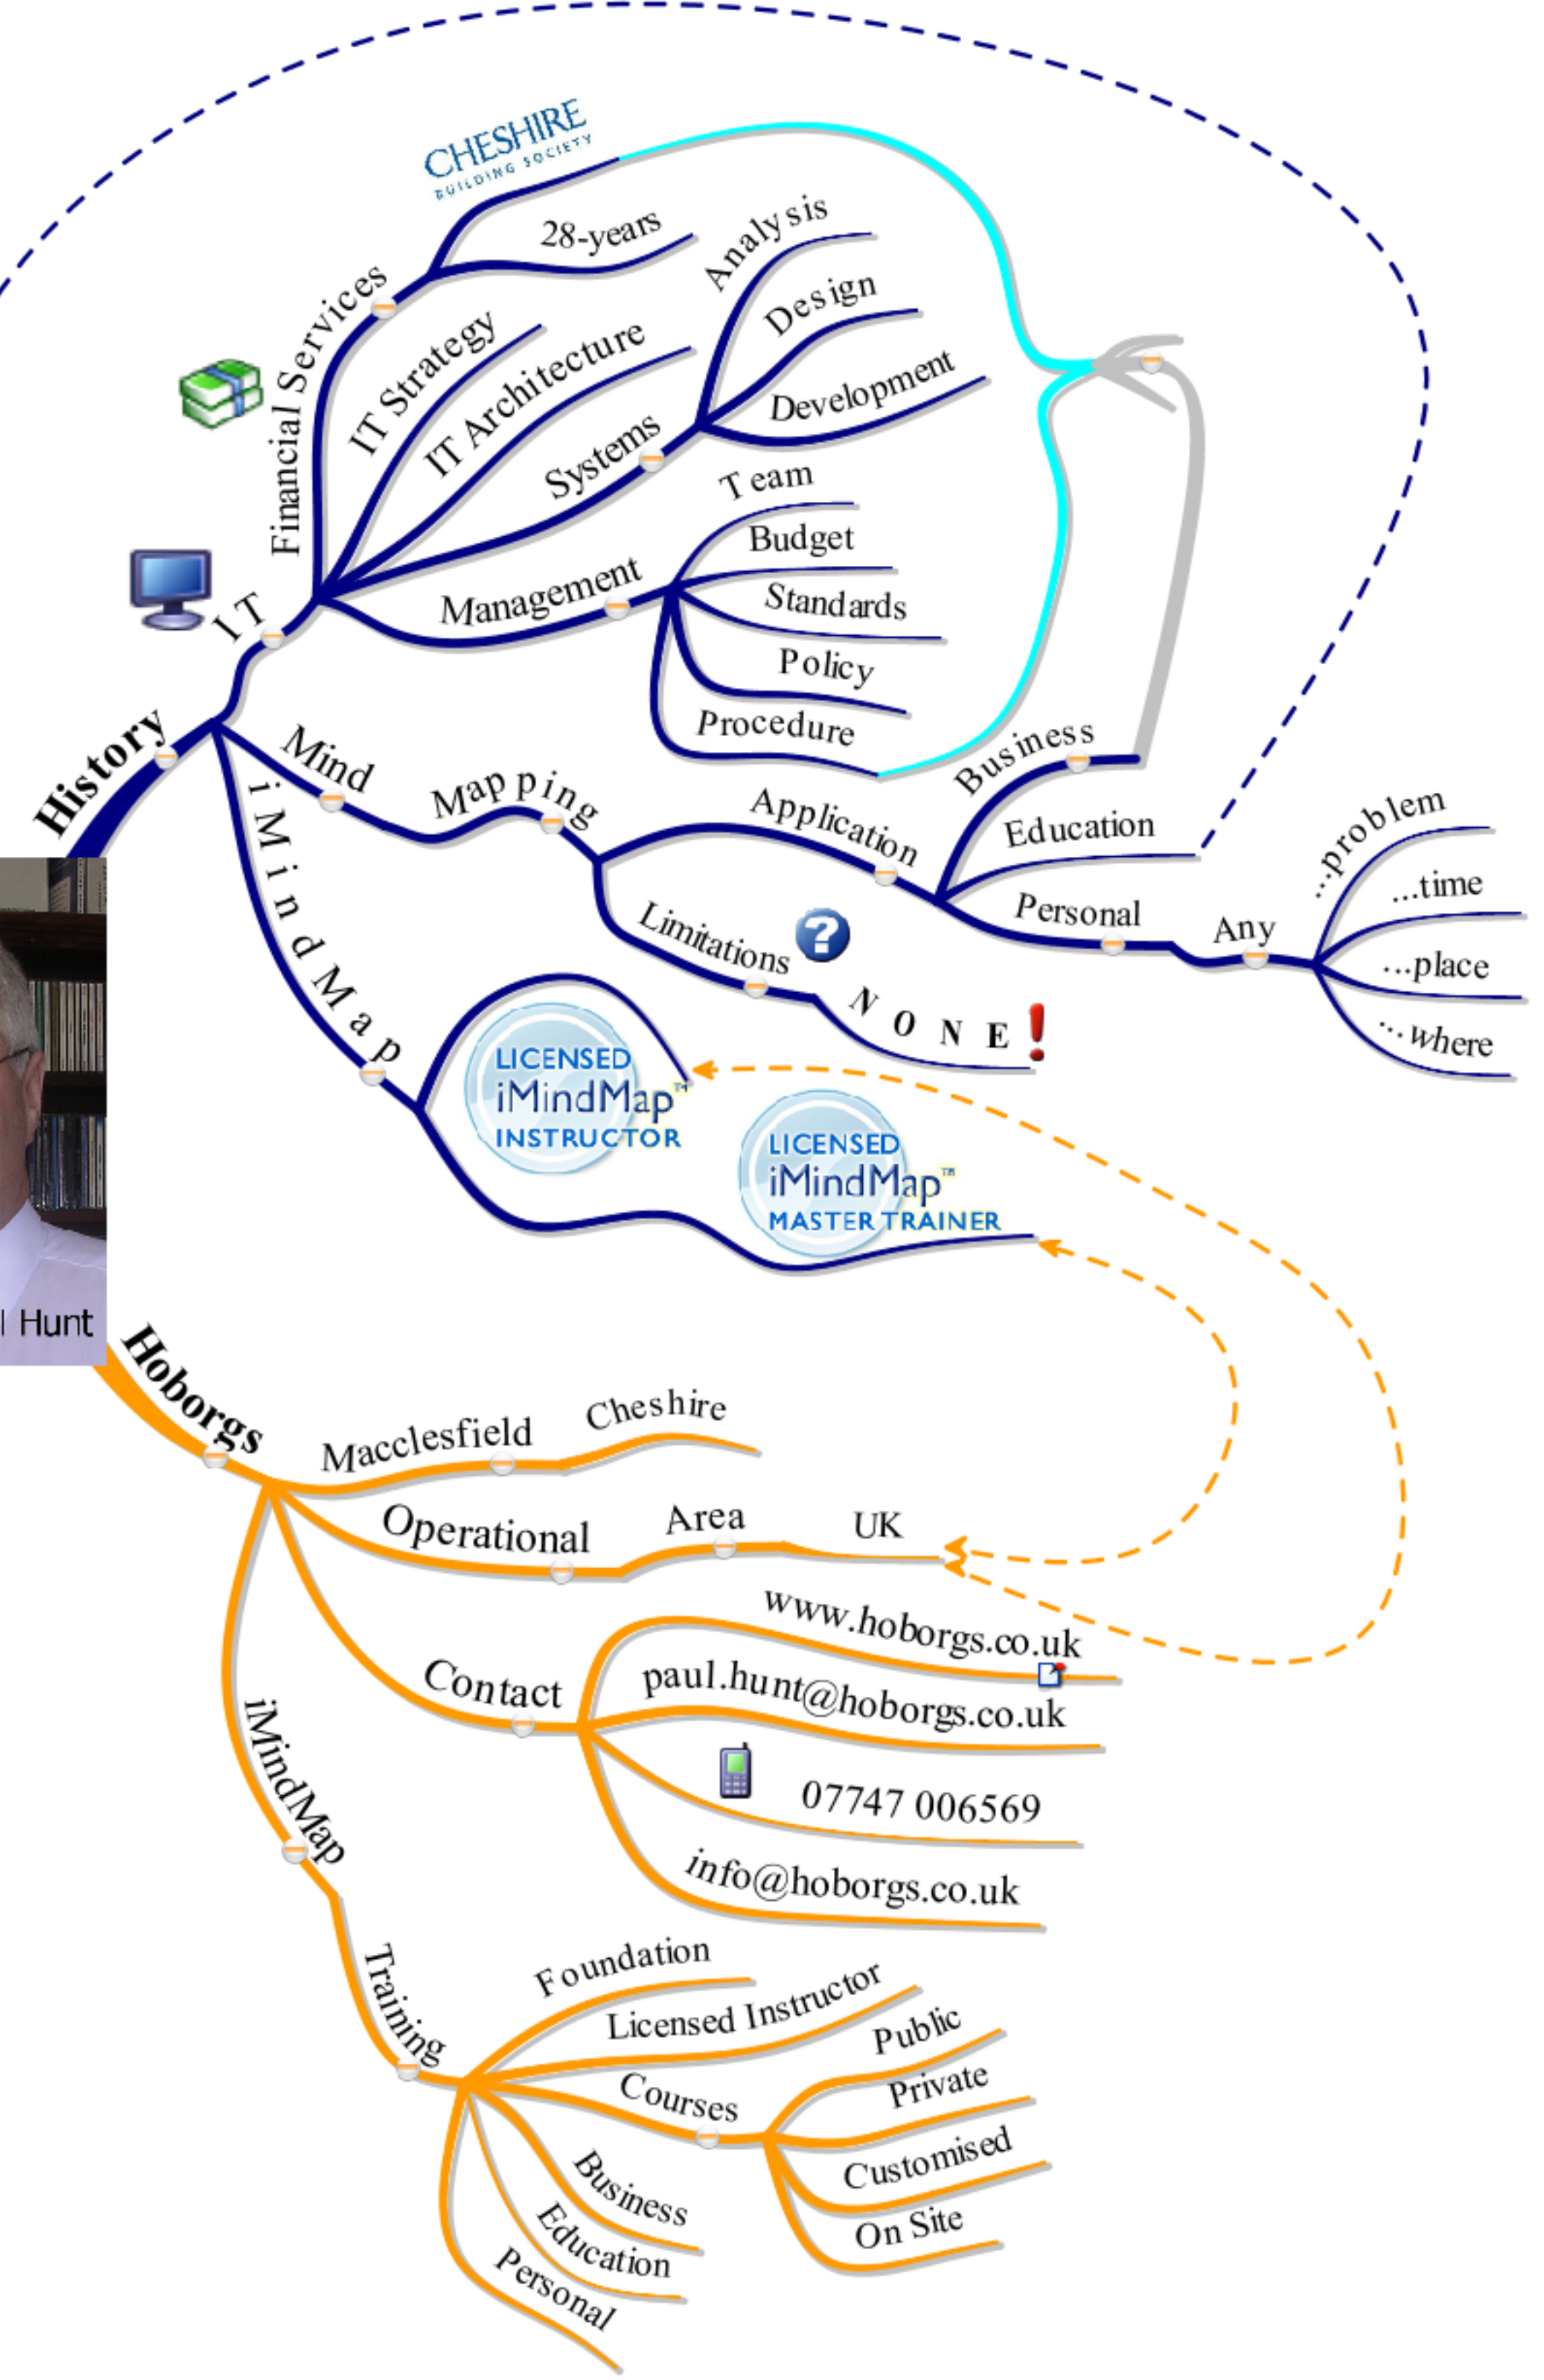 History
IT
Financial Services
CHESHIRE
BUILDING SOCIETY
28-years
IT Strategy
IT Architecture
Systems
Analysis
Design
Development
Management
Team
Budget
Standards
Policy
Procedure
Mind
Mapping
Application
Business
Education
Personal
Any
...problem
...time
...place
...where
Limitations
?
NONE!
iMindMap
LICENSED
iMindMap™
INSTRUCTOR
LICENSED
iMindMap™
MASTER TRAINER
l Hunt
Hoborgs
Macclesfield
Cheshire
Operational
Area
UK
Contact
www.hoborgs.co.uk
paul.hunt@hoborgs.co.uk
07747 006569
info@hoborgs.co.uk
iMindMap
Training
Foundation
Licensed Instructor
Courses
Public
Private
Customised
On Site
Business
Education
Personal